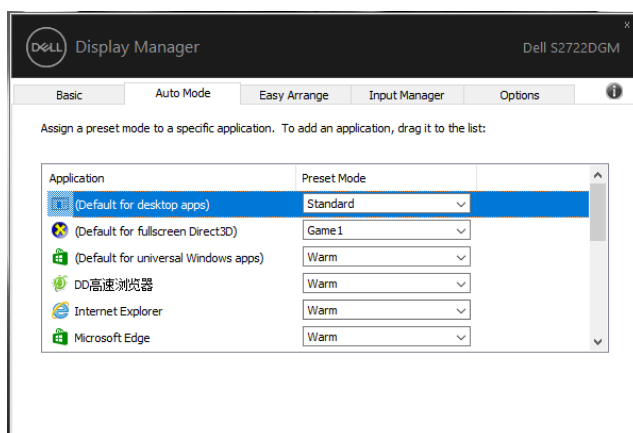 x
DELL Display Manager Dell S2722DGM
Basic Auto Mode Easy Arrange Input Manager Options i
Assign a preset mode to a specific application. To add an application, drag it to the list:
Application Preset Mode
(Default for desktop apps) Standard
(Default for fullscreen Direct3D) Game1
(Default for universal Windows apps) Warm
DD高速浏览器 Warm
Internet Explorer Warm
Microsoft Edge Warm